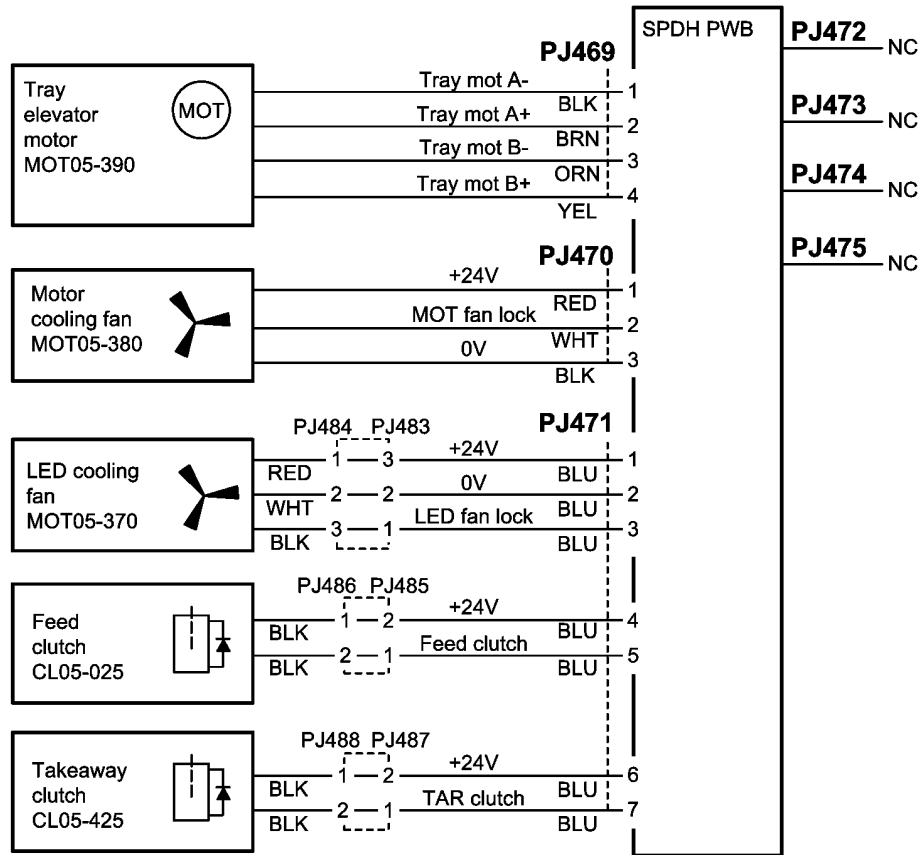 SPDH PWB
PJ472
NC
PJ473
NC
PJ474
NC
PJ475
NC
PJ469
Tray
elevator
motor
MOT05-390
MOT
Tray mot A-
BLK
1
Tray mot A+
BRN
2
Tray mot B-
ORN
3
Tray mot B+
YEL
4
PJ470
Motor
cooling fan
MOT05-380
+24V
RED
1
MOT fan lock
WHT
2
0V
BLK
3
PJ471
PJ484 PJ483
LED cooling
fan
MOT05-370
RED
1 3
+24V
BLU
1
WHT
2 2
0V
BLU
2
BLK
3 1
LED fan lock
BLU
3
PJ486 PJ485
Feed
clutch
CL05-025
BLK
1 2
+24V
BLU
4
BLK
2 1
Feed clutch
BLU
5
PJ488 PJ487
Takeaway
clutch
CL05-425
BLK
1 2
+24V
BLU
6
BLK
2 1
TAR clutch
BLU
7